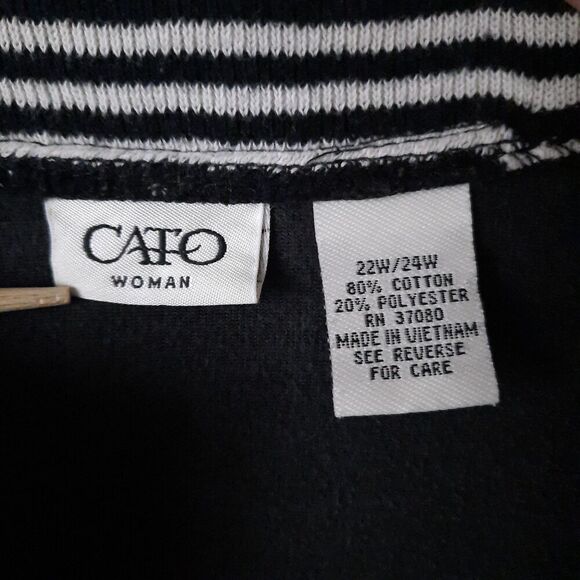 CATO
WOMAN
22W/24W
80% COTTON
20% POLYESTER
RN 37080
MADE IN VIETNAM
SEE REVERSE
FOR CARE